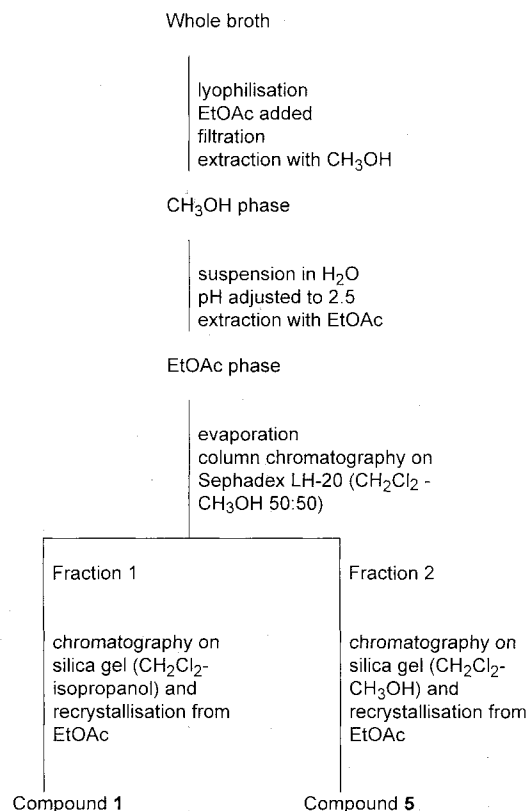 Whole broth
lyophilisation
EtOAc added
filtration
extraction with CH₃OH
CH₃OH phase
suspension in H₂O
pH adjusted to 2.5
extraction with EtOAc
EtOAc phase
evaporation
column chromatography on
Sephadex LH-20 (CH₂Cl₂ -
CH₃OH 50:50)
Fraction 1
chromatography on
silica gel (CH₂Cl₂-
isopropanol) and
recrystallisation from
EtOAc
Compound 1
Fraction 2
chromatography on
silica gel (CH₂Cl₂-
CH₃OH) and
recrystallisation from
EtOAc
Compound 5